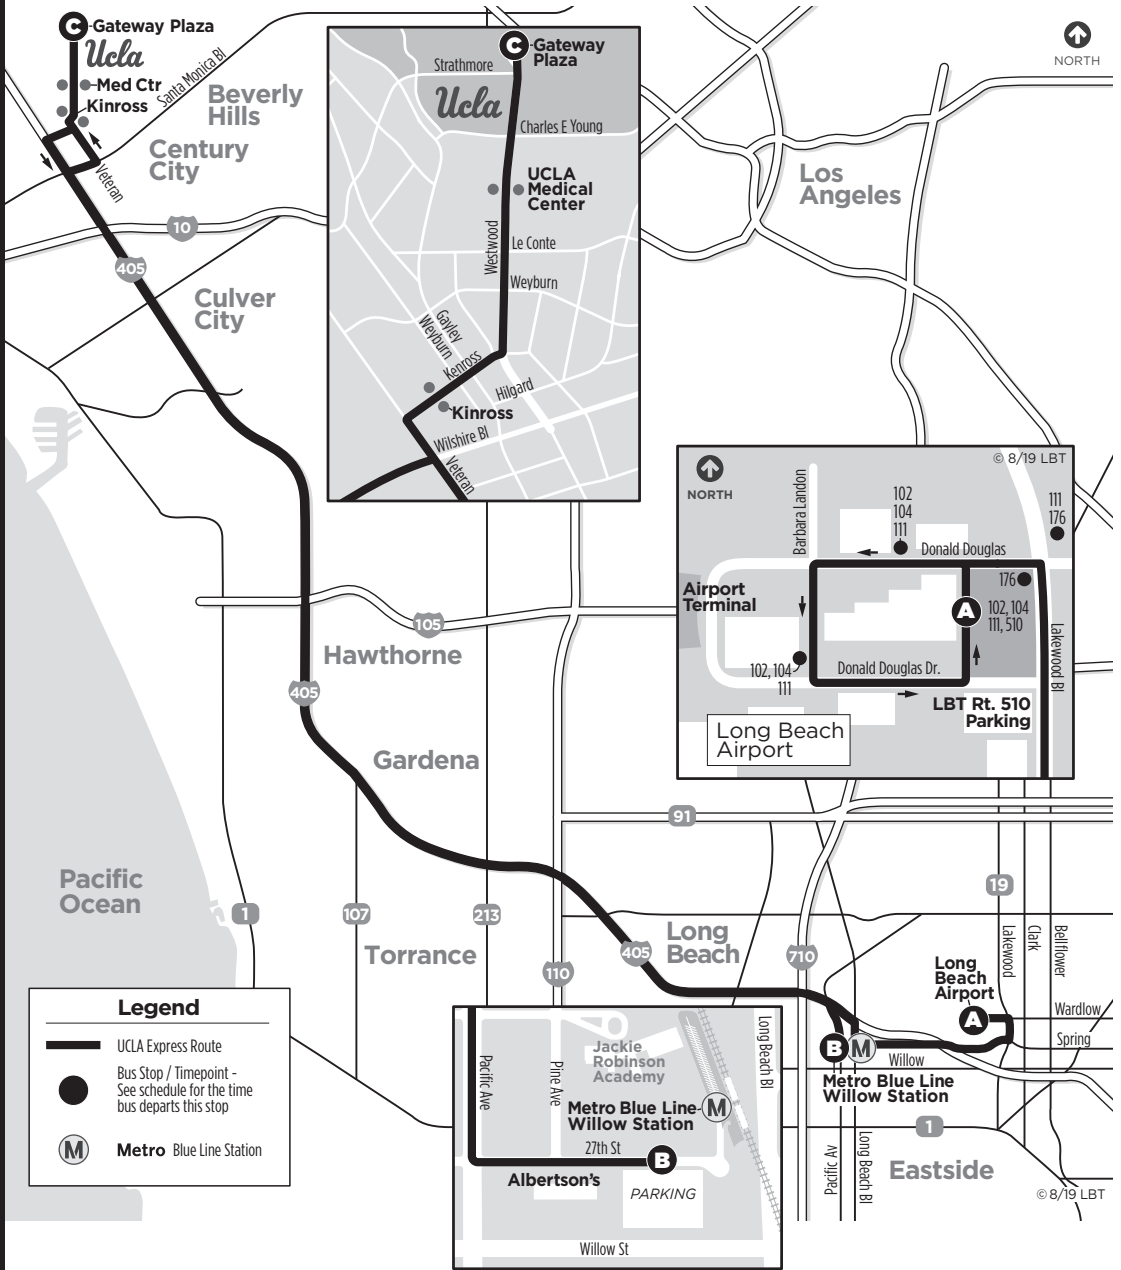 C
Gateway Plaza
Ucla
Med Ctr
Kinross
Santa Monica Bl
Beverly
Hills
Century
City
Veteran
10
405
Culver
City
C
Gateway
Plaza
Strathmore
Ucla
Charles E Young
UCLA
Medical
Center
Westwood
Le Conte
Weyburn
Gayley
Weyburn
Kenross
Hilgard
Kinross
Wilshire Bl
Veteran
NORTH
Los
Angeles
© 8/19 LBT
NORTH
Barbara Landon
102
104
111
111
176
Donald Douglas
176
Airport
Terminal
A
102, 104
111, 510
Lakewood Bl
102, 104
111
Donald Douglas Dr.
LBT Rt. 510
Parking
Long Beach
Airport
105
Hawthorne
405
Gardena
91
Pacific
Ocean
1
107
213
19
Torrance
110
405
Long
Beach
710
Lakewood
Clark
Bellflower
Long
Beach
Airport
A
Wardlow
Spring
B
M
Willow
Metro Blue Line
Willow Station
1
Pacific Av
Long Beach Bl
Eastside
© 8/19 LBT
Legend
UCLA Express Route
Bus Stop / Timepoint -
See schedule for the time
bus departs this stop
M
Metro Blue Line Station
Pacific Ave
Pine Ave
Jackie
Robinson
Academy
Long Beach Bl
Metro Blue Line
Willow Station
M
27th St
B
Albertson's
PARKING
Willow St